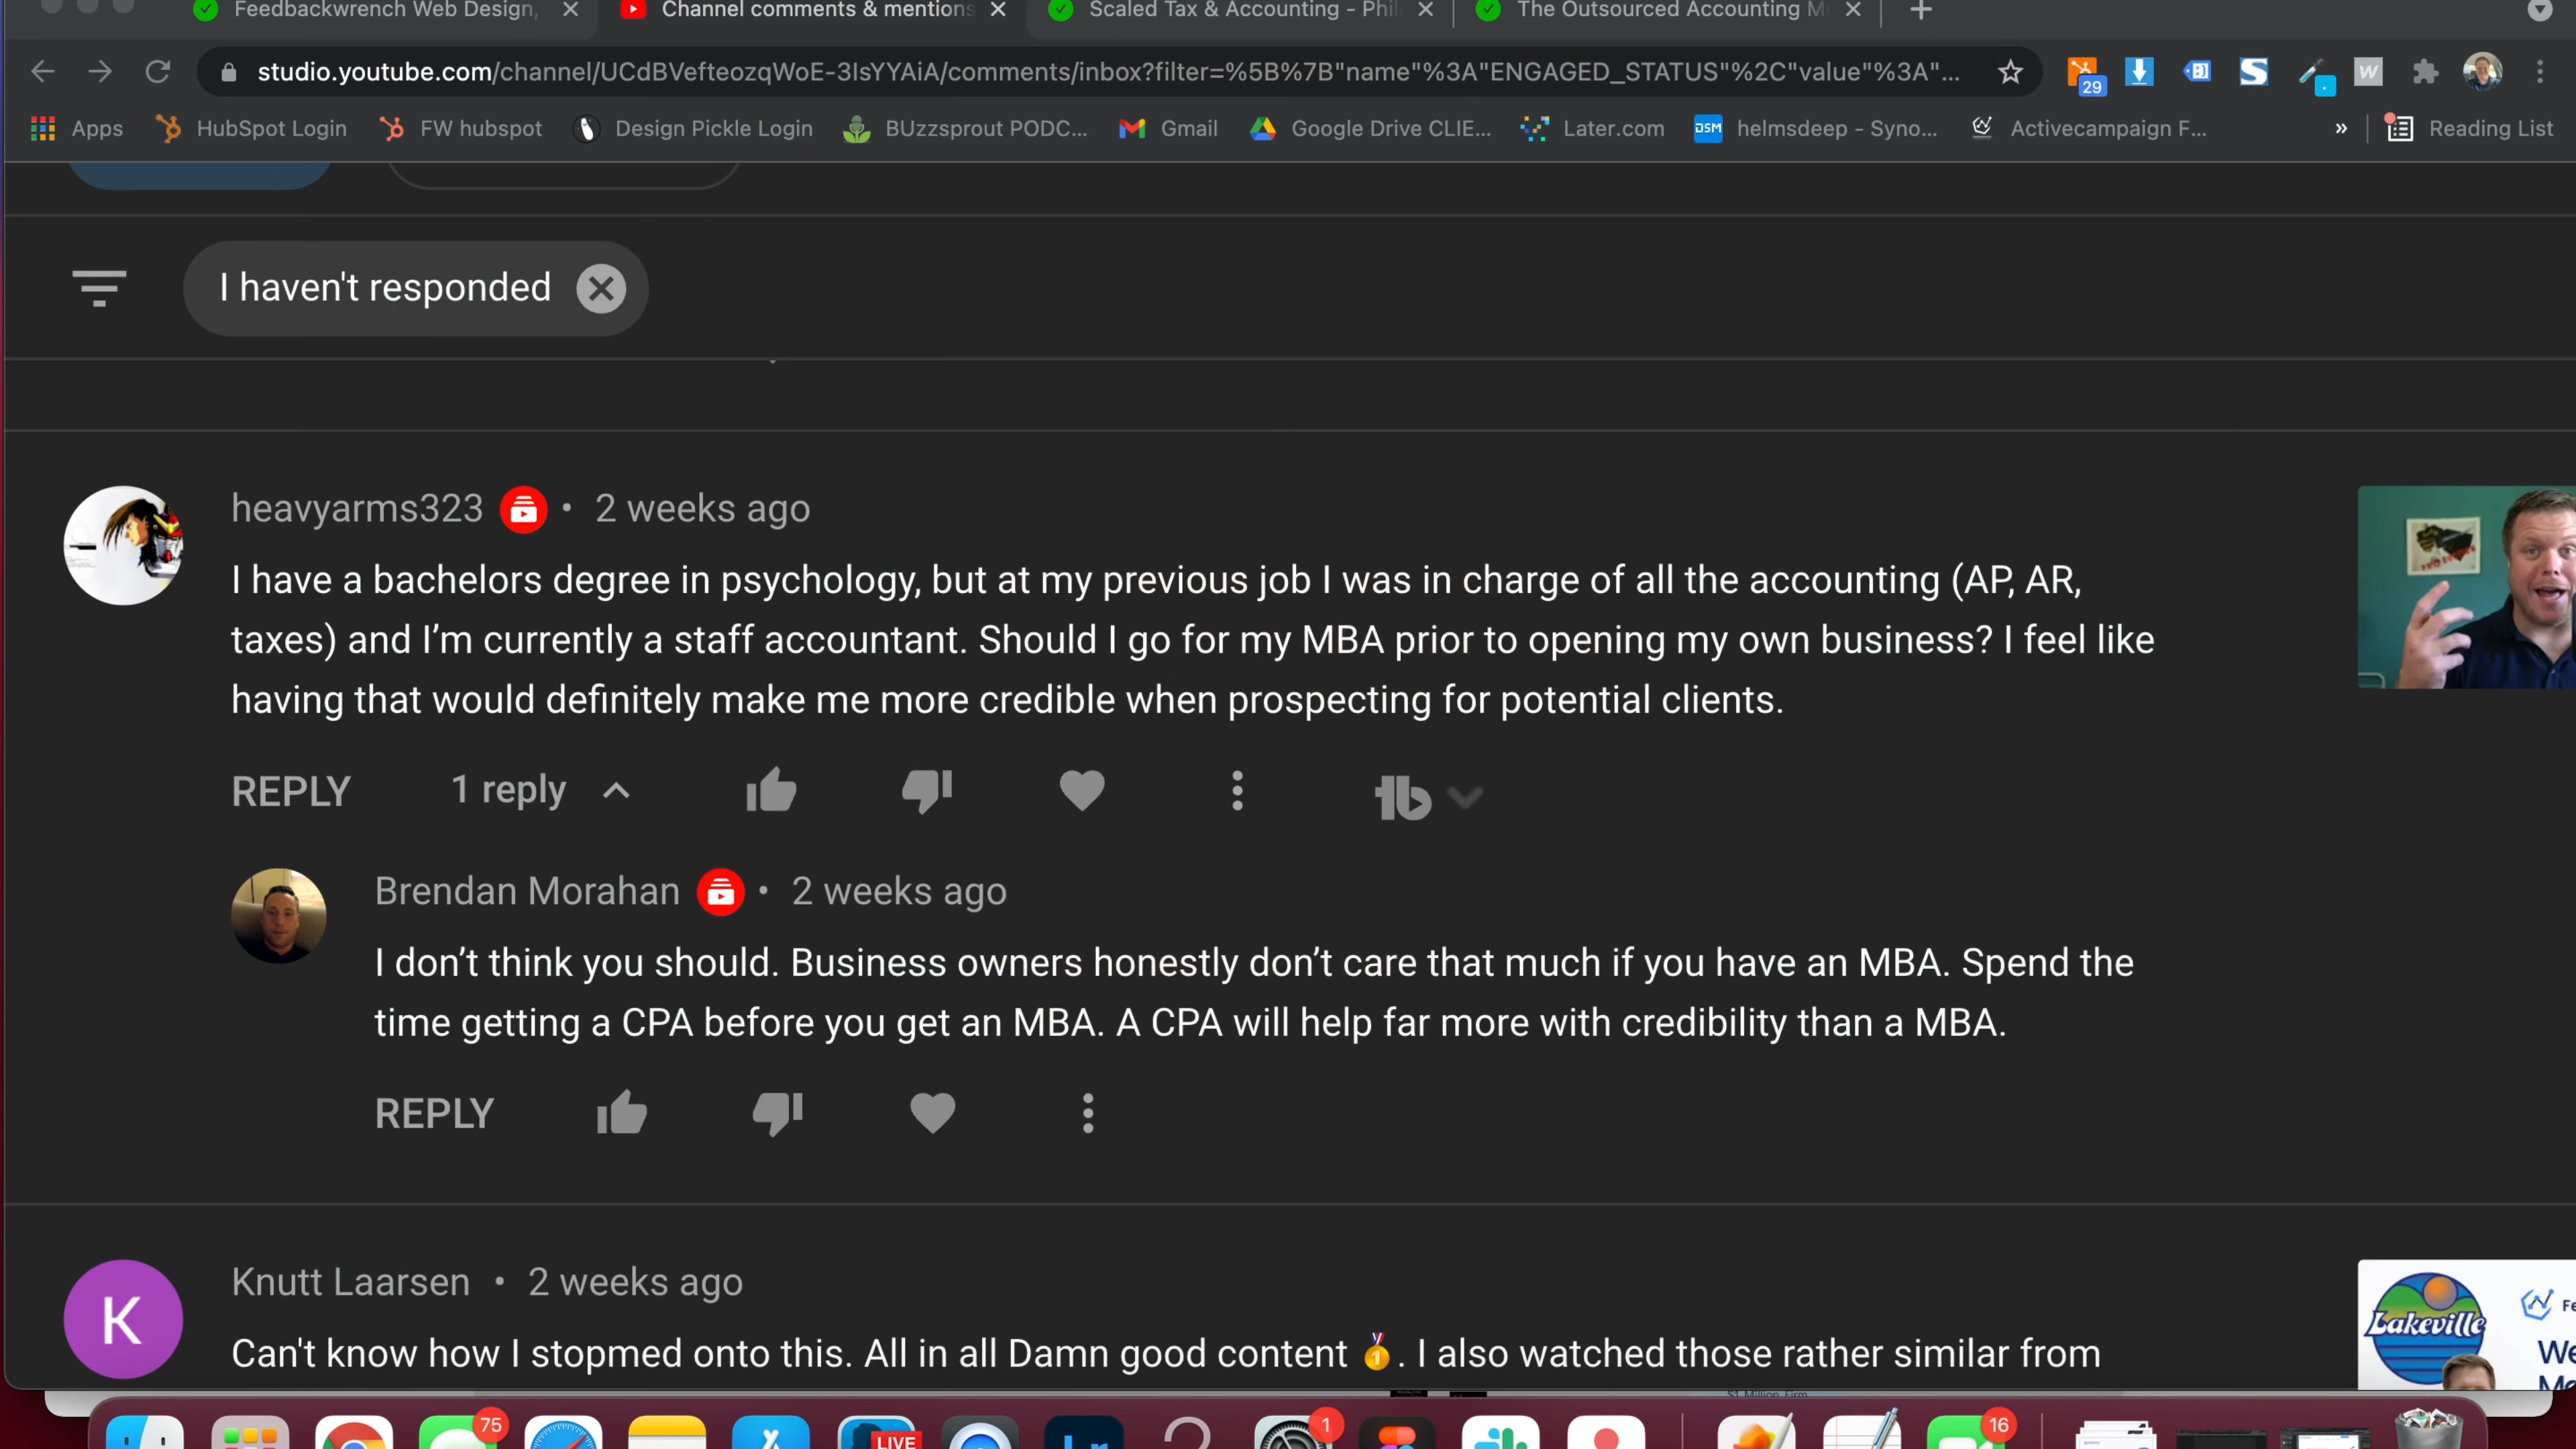 Feedbackwrench Web Design,
Channel comments & mentions
Scaled Tax & Accounting - Phil
The Outsourced Accounting M
studio.youtube.com/channel/UCdBVefteozqWoE-3IsYYAiA/comments/inbox?filter=%5B%7B"name"%3A"ENGAGED_STATUS"%2C"value"%3A"...
29
Apps
HubSpot Login
FW hubspot
Design Pickle Login
BUzzsprout PODC...
Gmail
Google Drive CLIE...
Later.com
DSM
helmsdeep - Syno...
Activecampaign F...
»
Reading List
I haven't responded
heavyarms323 • 2 weeks ago
I have a bachelors degree in psychology, but at my previous job I was in charge of all the accounting (AP, AR,
taxes) and I’m currently a staff accountant. Should I go for my MBA prior to opening my own business? I feel like
having that would definitely make me more credible when prospecting for potential clients.
REPLY
1 reply
Brendan Morahan • 2 weeks ago
I don’t think you should. Business owners honestly don’t care that much if you have an MBA. Spend the
time getting a CPA before you get an MBA. A CPA will help far more with credibility than a MBA.
REPLY
K
Knutt Laarsen • 2 weeks ago
Can't know how I stopmed onto this. All in all Damn good content 🏅. I also watched those rather similar from
Lakeville
Fe
We
$1 Million Firm
75
LIVE
Lr
1
16